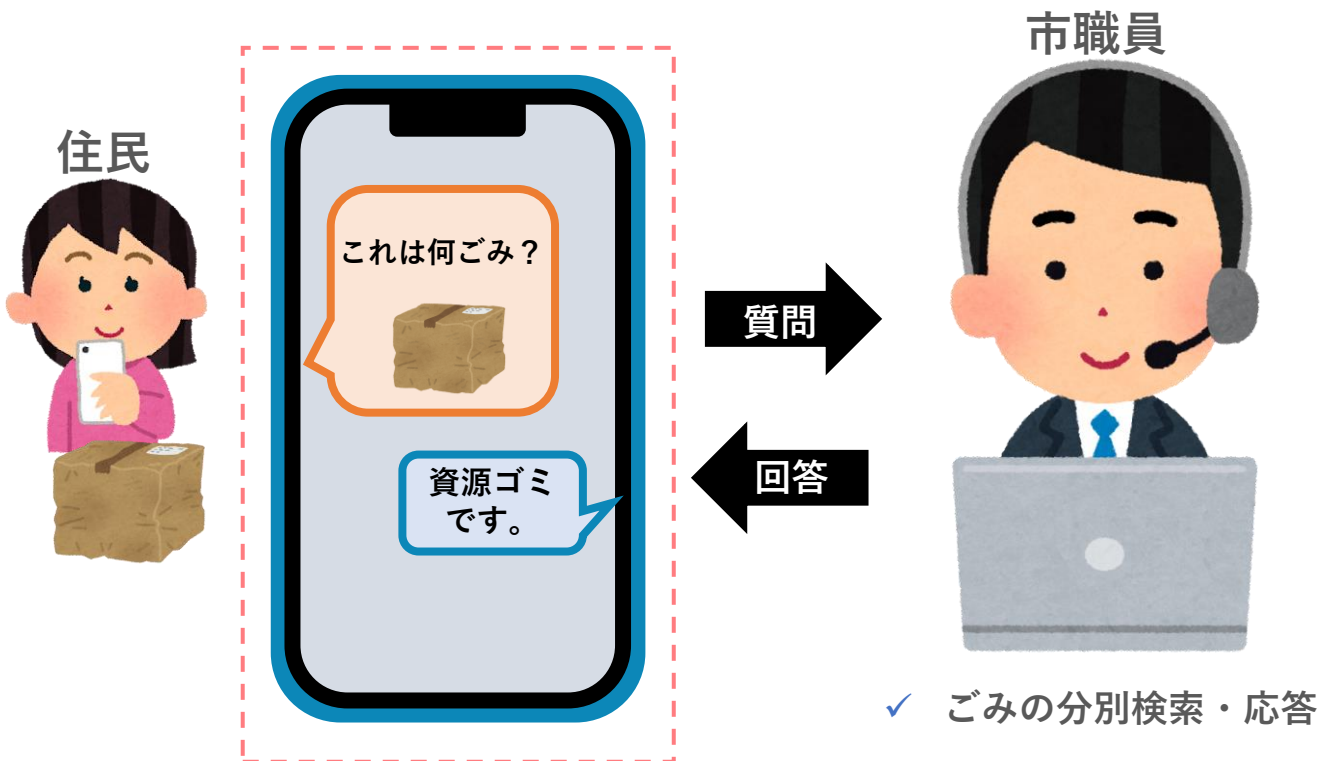 市職員
住民
これは何ごみ？
質問
資源ゴミ
です。
回答
✓ ごみの分別検索・応答